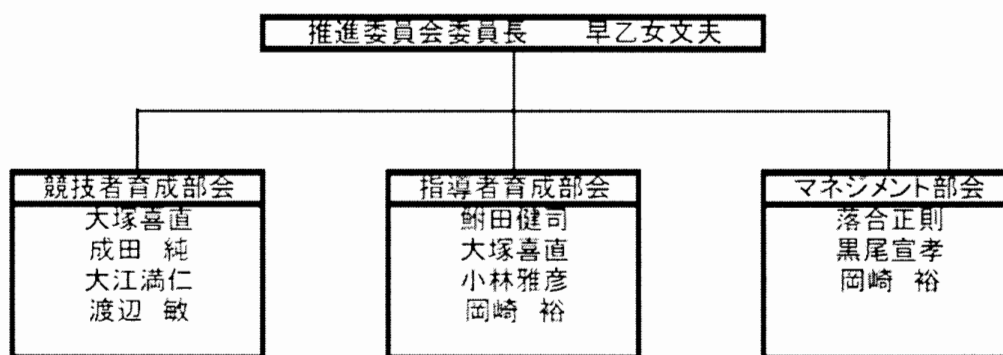 推進委員会委員長　　早乙女文夫
競技者育成部会
大塚喜直
成田　純
大江満仁
渡辺　敏
指導者育成部会
鮒田健司
大塚喜直
小林雅彦
岡崎　裕
マネジメント部会
落合正則
黒尾宣孝
岡崎　裕